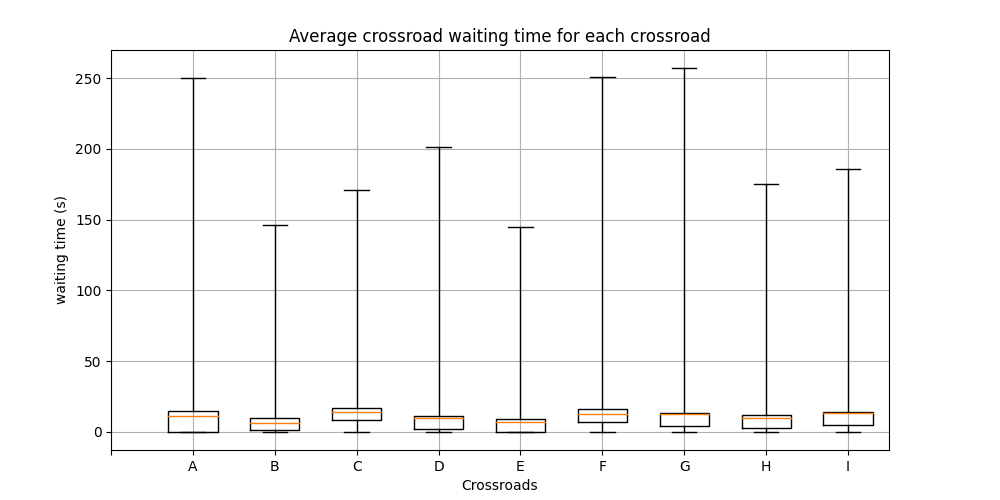 Average crossroad waiting time for each crossroad
waiting time (s)
250
200
150
100
50
0
A B C D E F G H I
Crossroads